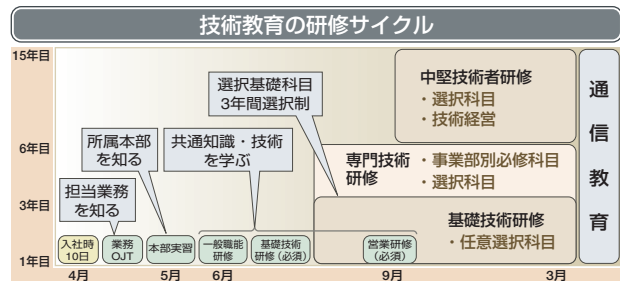 技術教育の研修サイクル
15年目
6年目
3年目
1年目
中堅技術者研修
・選択科目
・技術経営
選択基礎科目
3年間選択制
所属本部
を知る
共通知識・技術
を学ぶ
担当業務
を知る
専門技術
研修
・事業部別必修科目
・選択科目
基礎技術研修
・任意選択科目
入社時
10日
業務
OJT
本部実習
一般職能
研修
基礎技術
研修(必須)
営業研修
(必須)
4月
5月
6月
9月
3月
通
信
教
育